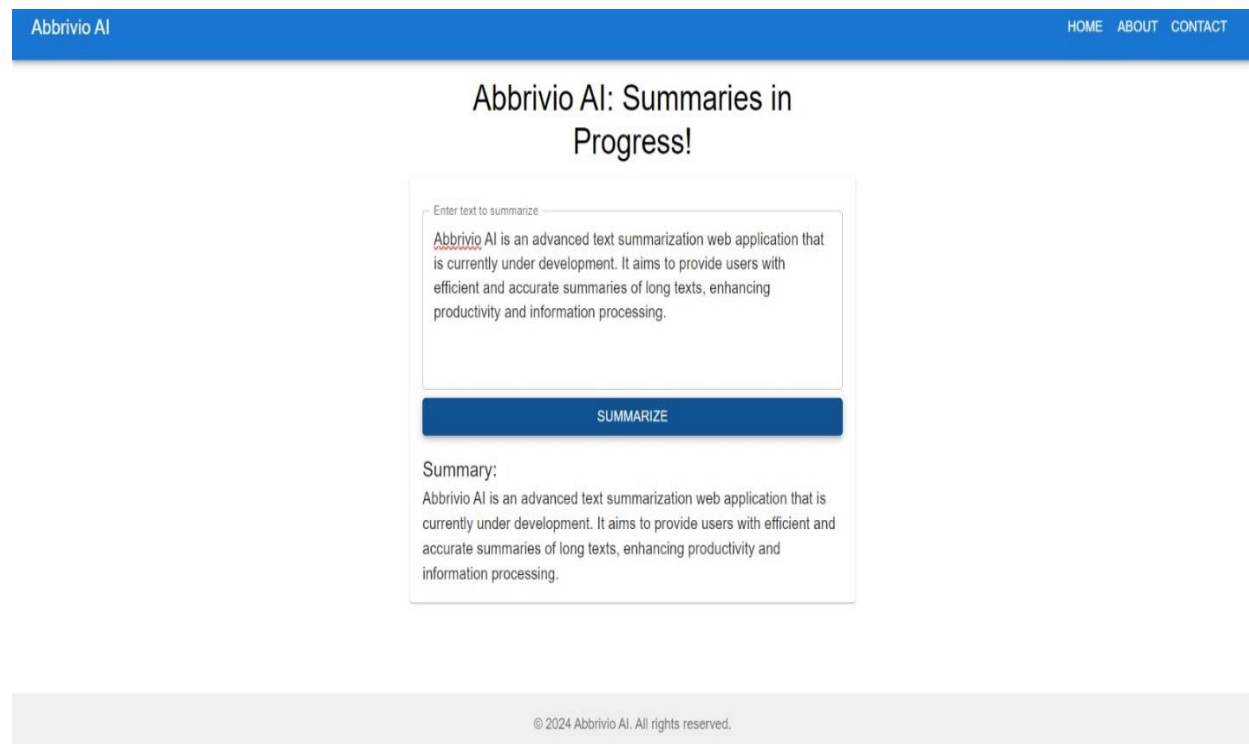 Abbrivio AI
HOME ABOUT CONTACT
Abbrivio AI: Summaries in
Progress!
Enter text to summarize
Abbrivio AI is an advanced text summarization web application that
is currently under development. It aims to provide users with
efficient and accurate summaries of long texts, enhancing
productivity and information processing.
SUMMARIZE
Summary:
Abbrivio AI is an advanced text summarization web application that is
currently under development. It aims to provide users with efficient and
accurate summaries of long texts, enhancing productivity and
information processing.
© 2024 Abbrivio AI. All rights reserved.